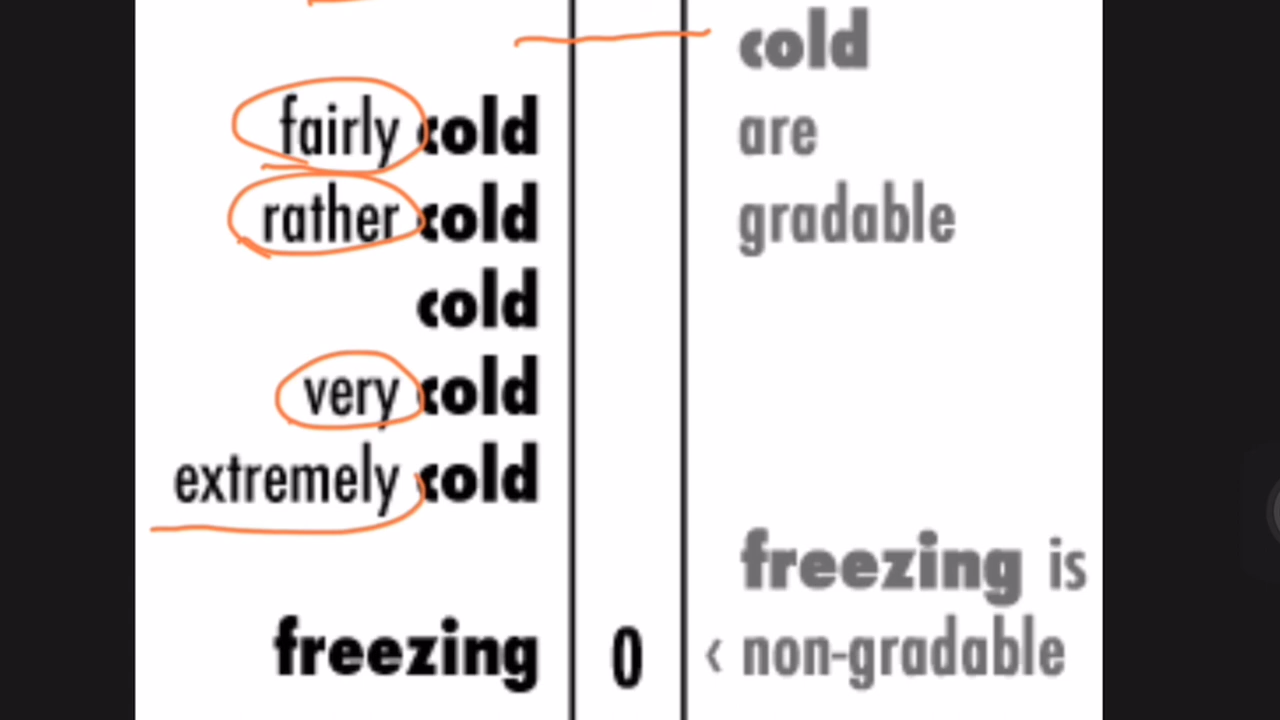 cold
fairly cold are
rather cold gradable
cold
very cold
extremely cold
freezing is
freezing 0 ‹ non-gradable